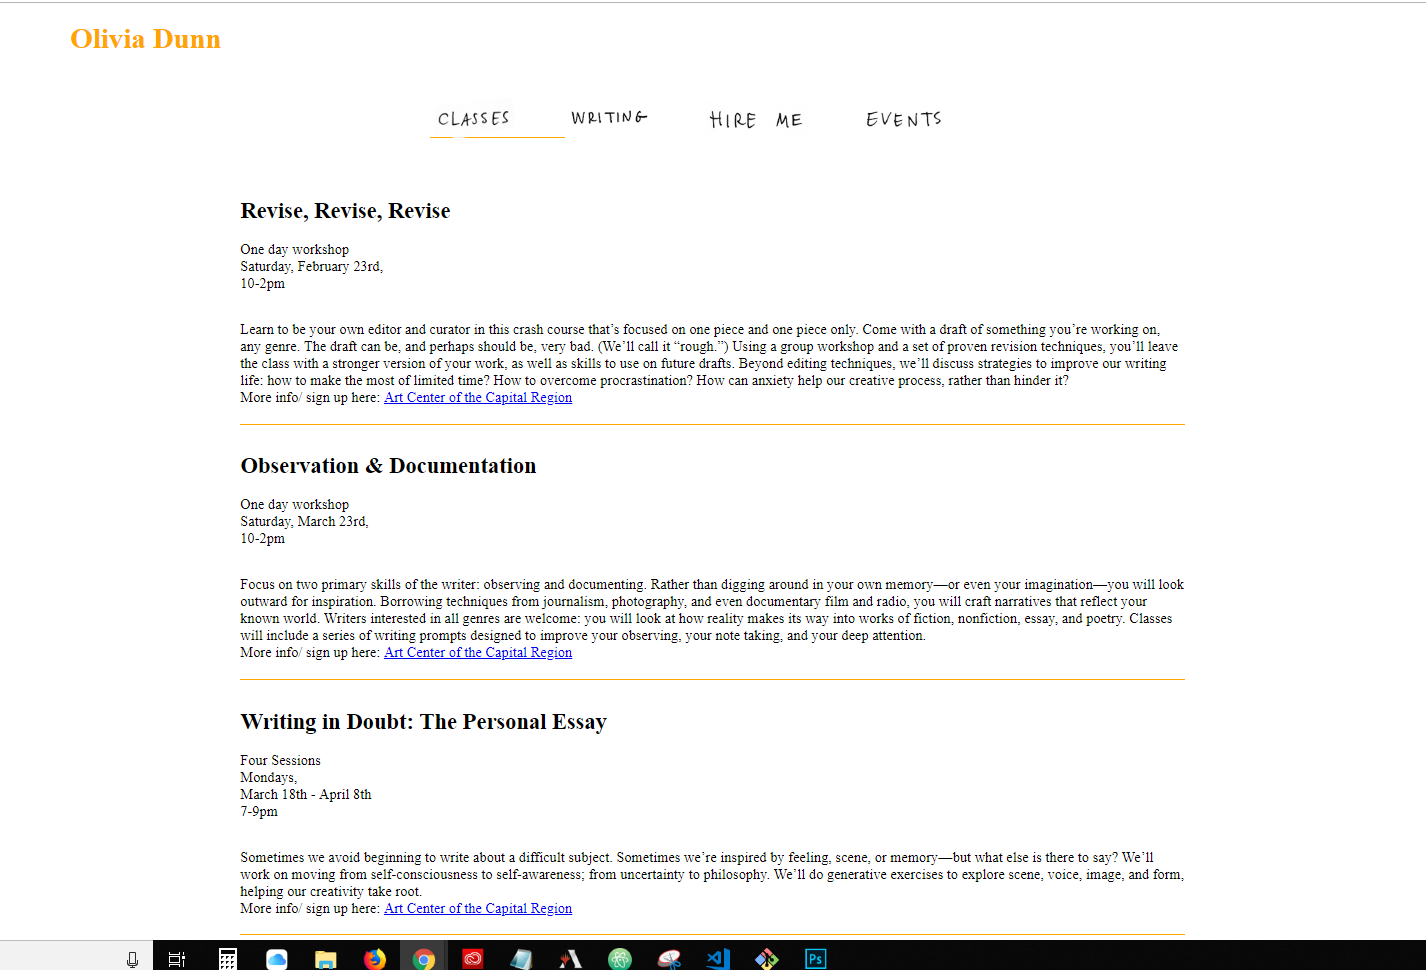 Olivia Dunn
CLASSES WRITING HIRE ME EVENTS
Revise, Revise, Revise
One day workshop
Saturday, February 23rd,
10-2pm
Learn to be your own editor and curator in this crash course that’s focused on one piece and one piece only. Come with a draft of something you’re working on,
any genre. The draft can be, and perhaps should be, very bad. (We’ll call it “rough.”) Using a group workshop and a set of proven revision techniques, you’ll leave
the class with a stronger version of your work, as well as skills to use on future drafts. Beyond editing techniques, we’ll discuss strategies to improve our writing
life: how to make the most of limited time? How to overcome procrastination? How can anxiety help our creative process, rather than hinder it?
More info/ sign up here: Art Center of the Capital Region
Observation & Documentation
One day workshop
Saturday, March 23rd,
10-2pm
Focus on two primary skills of the writer: observing and documenting. Rather than digging around in your own memory—or even your imagination—you will look
outward for inspiration. Borrowing techniques from journalism, photography, and even documentary film and radio, you will craft narratives that reflect your
known world. Writers interested in all genres are welcome: you will look at how reality makes its way into works of fiction, nonfiction, essay, and poetry. Classes
will include a series of writing prompts designed to improve your observing, your note taking, and your deep attention.
More info/ sign up here: Art Center of the Capital Region
Writing in Doubt: The Personal Essay
Four Sessions
Mondays,
March 18th - April 8th
7-9pm
Sometimes we avoid beginning to write about a difficult subject. Sometimes we’re inspired by feeling, scene, or memory—but what else is there to say? We’ll
work on moving from self-consciousness to self-awareness; from uncertainty to philosophy. We’ll do generative exercises to explore scene, voice, image, and form,
helping our creativity take root.
More info/ sign up here: Art Center of the Capital Region
Ps